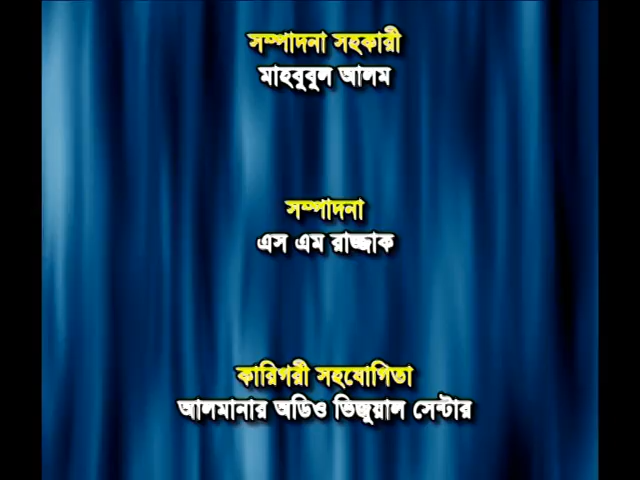 সম্পাদনা সহকারী
মাহবুবুল আলম
সম্পাদনা
এস এম রাজ্জাক
কারিগরী সহযোগিতা
আলমানার অডিও ভিজুয়াল সেন্টার